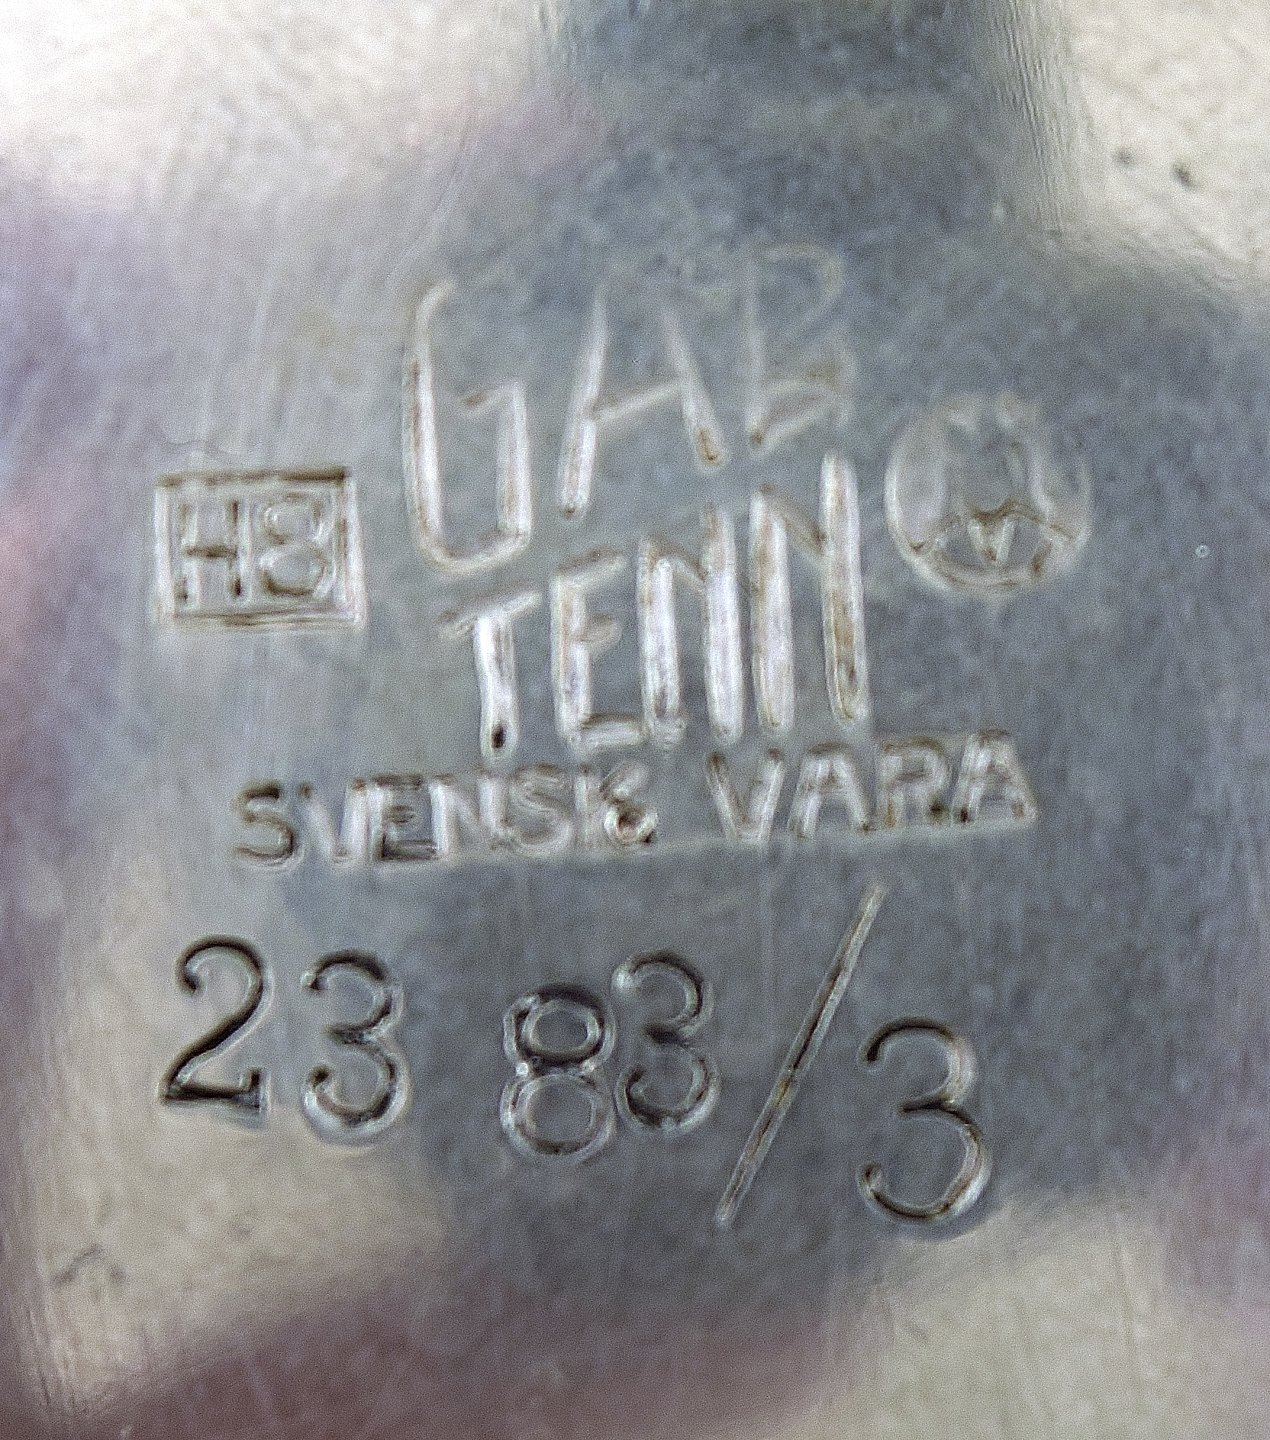 GAB
H8
TENN
SVENSK VARA
23 83/3